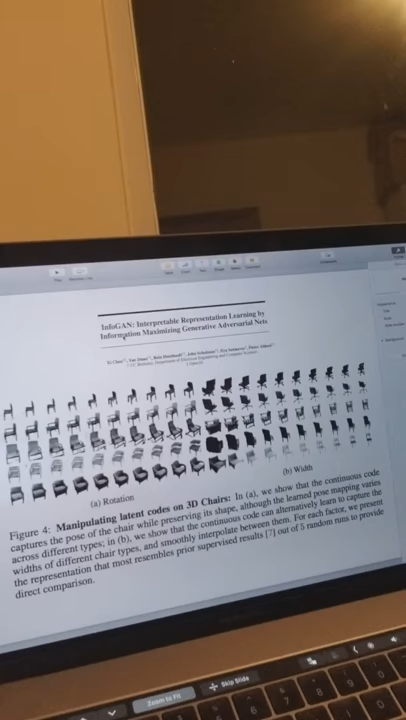 InfoGAN: Interpretable Representation Learning by
Information Maximizing Generative Adversarial Nets
(a) Rotation
(b) Width
Figure 4: Manipulating latent codes on 3D Chairs: In (a), we show that the continuous code
captures the pose of the chair while preserving its shape, although the learned pose mapping varies
across different types; in (b), we show that the continuous code can alternatively learn to capture the
widths of different chair types, and smoothly interpolate between them. For each factor, we present
the representation that most resembles prior supervised results [7] out of 5 random runs to provide
direct comparison.
Zoom to Fit
Skip Slide
6
7
8
9
0